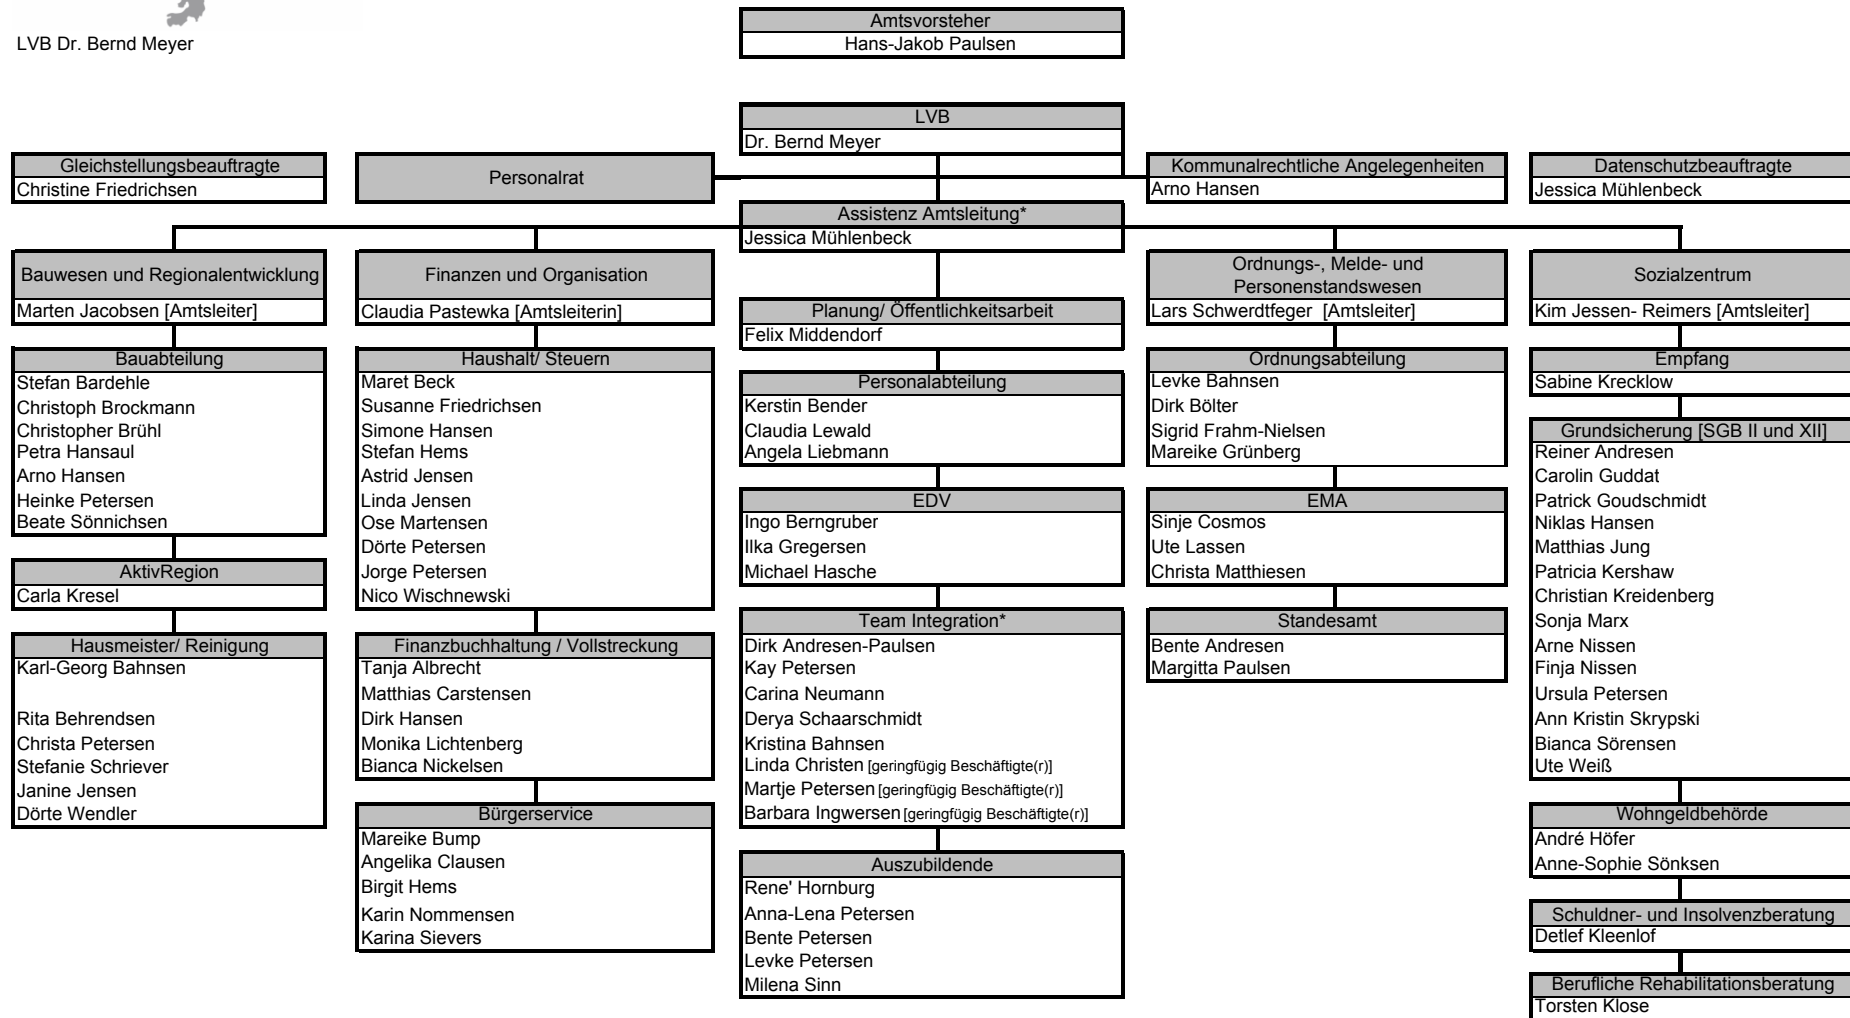 LVB Dr. Bernd Meyer
Amtsvorsteher
Hans-Jakob Paulsen
LVB
Dr. Bernd Meyer
Gleichstellungsbeauftragte
Christine Friedrichsen
Personalrat
Kommunalrechtliche Angelegenheiten
Arno Hansen
Datenschutzbeauftragte
Jessica Mühlenbeck
Assistenz Amtsleitung*
Jessica Mühlenbeck
Bauwesen und Regionalentwicklung
Marten Jacobsen [Amtsleiter]
Bauabteilung
Stefan Bardehle
Christoph Brockmann
Christopher Brühl
Petra Hansaul
Arno Hansen
Heinke Petersen
Beate Sönnichsen
AktivRegion
Carla Kresel
Hausmeister/ Reinigung
Karl-Georg Bahnsen
Rita Behrendsen
Christa Petersen
Stefanie Schriever
Janine Jensen
Dörte Wendler
Finanzen und Organisation
Claudia Pastewka [Amtsleiterin]
Haushalt/ Steuern
Maret Beck
Susanne Friedrichsen
Simone Hansen
Stefan Hems
Astrid Jensen
Linda Jensen
Ose Martensen
Dörte Petersen
Jorge Petersen
Nico Wischnewski
Finanzbuchhaltung / Vollstreckung
Tanja Albrecht
Matthias Carstensen
Dirk Hansen
Monika Lichtenberg
Bianca Nickelsen
Bürgerservice
Mareike Bump
Angelika Clausen
Birgit Hems
Karin Nommensen
Karina Sievers
Planung/ Öffentlichkeitsarbeit
Felix Middendorf
Personalabteilung
Kerstin Bender
Claudia Lewald
Angela Liebmann
EDV
Ingo Berngruber
Ilka Gregersen
Michael Hasche
Team Integration*
Dirk Andresen-Paulsen
Kay Petersen
Carina Neumann
Derya Schaarschmidt
Kristina Bahnsen
Linda Christen [geringfügig Beschäftigte(r)]
Martje Petersen [geringfügig Beschäftigte(r)]
Barbara Ingwersen [geringfügig Beschäftigte(r)]
Auszubildende
Rene' Hornburg
Anna-Lena Petersen
Bente Petersen
Levke Petersen
Milena Sinn
Ordnungs-, Melde- und
Personenstandswesen
Lars Schwerdtfeger [Amtsleiter]
Ordnungsabteilung
Levke Bahnsen
Dirk Bölter
Sigrid Frahm-Nielsen
Mareike Grünberg
EMA
Sinje Cosmos
Ute Lassen
Christa Matthiesen
Standesamt
Bente Andresen
Margitta Paulsen
Sozialzentrum
Kim Jessen- Reimers [Amtsleiter]
Empfang
Sabine Krecklow
Grundsicherung [SGB II und XII]
Reiner Andresen
Carolin Guddat
Patrick Goudschmidt
Niklas Hansen
Matthias Jung
Patricia Kershaw
Christian Kreidenberg
Sonja Marx
Arne Nissen
Finja Nissen
Ursula Petersen
Ann Kristin Skrypski
Bianca Sörensen
Ute Weiß
Wohngeldbehörde
André Höfer
Anne-Sophie Sönksen
Schuldner- und Insolvenzberatung
Detlef Kleenlof
Berufliche Rehabilitationsberatung
Torsten Klose